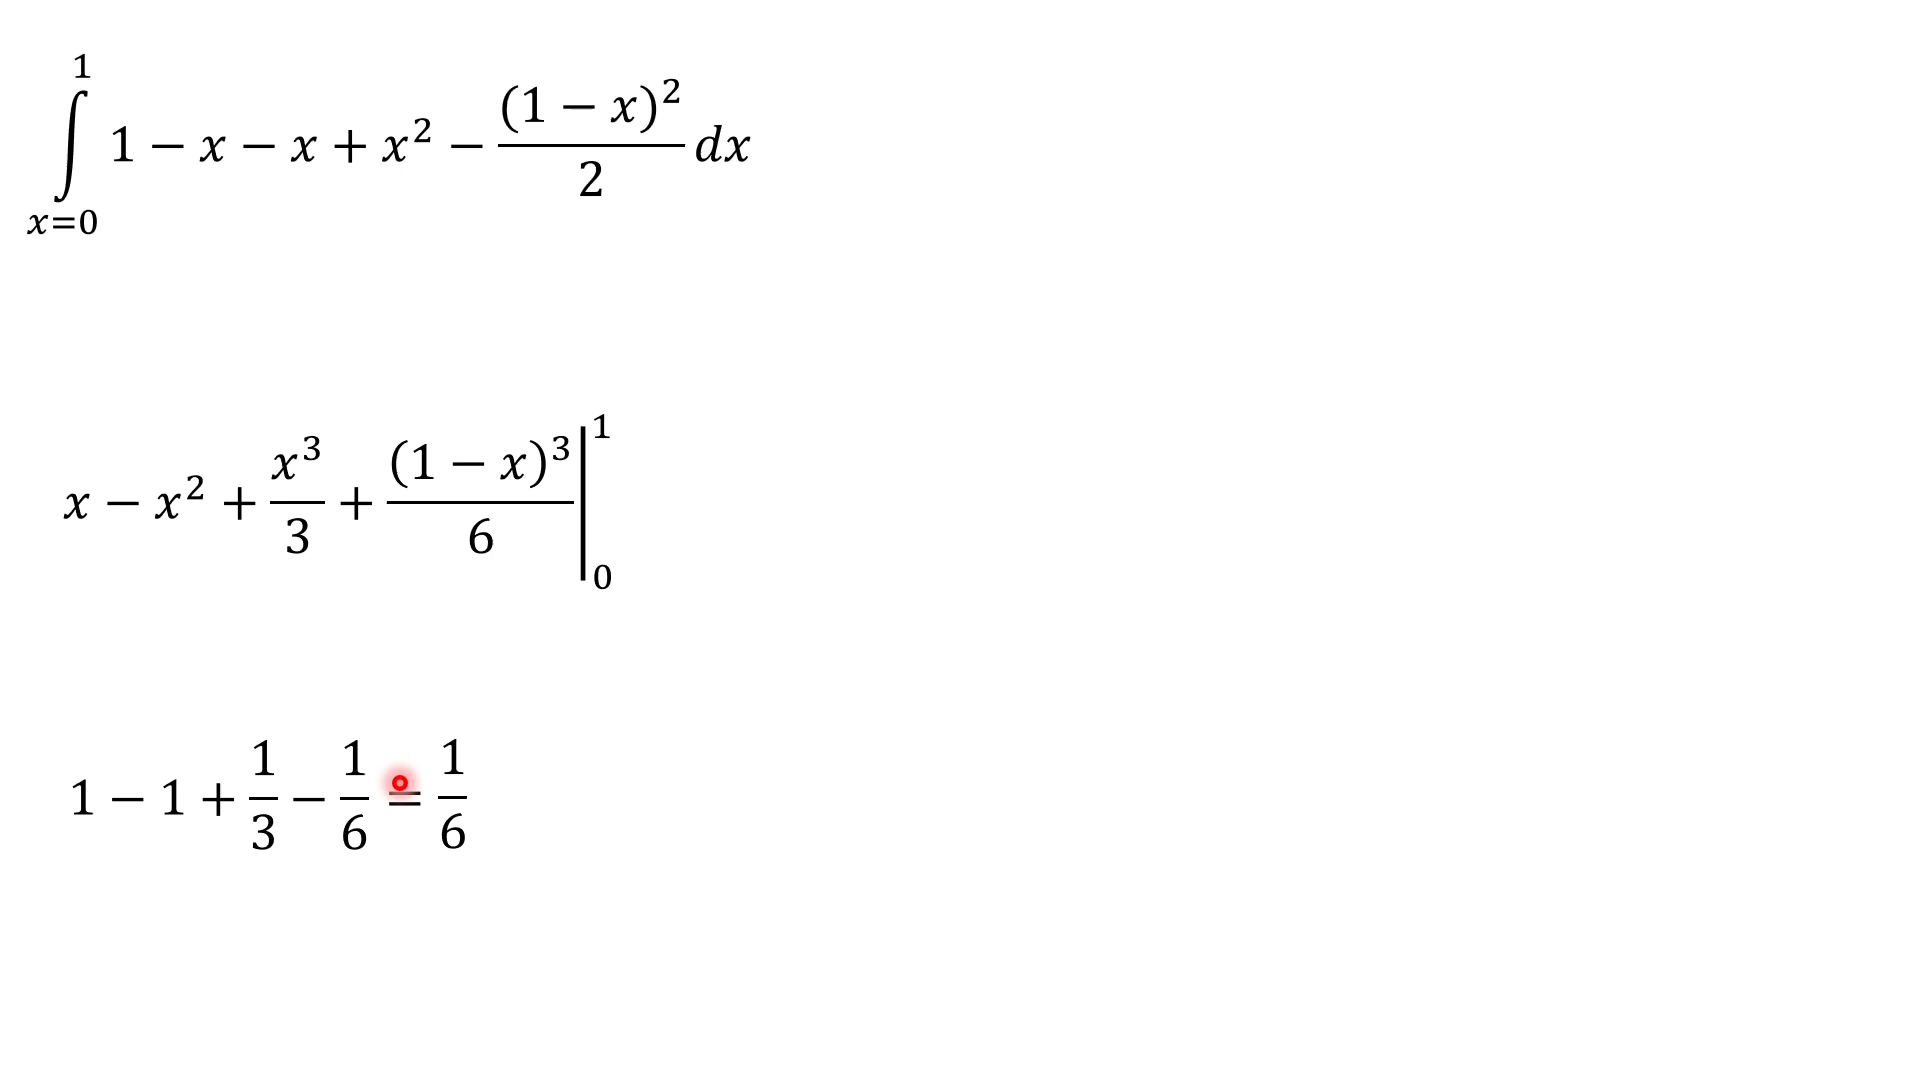 ∫_{x=0}^{1} 1 − x − x + x² − (1 − x)²/2 dx
x − x² + x³/3 + (1 − x)³/6 |_{0}^{1}
1 − 1 + 1/3 − 1/6 = 1/6